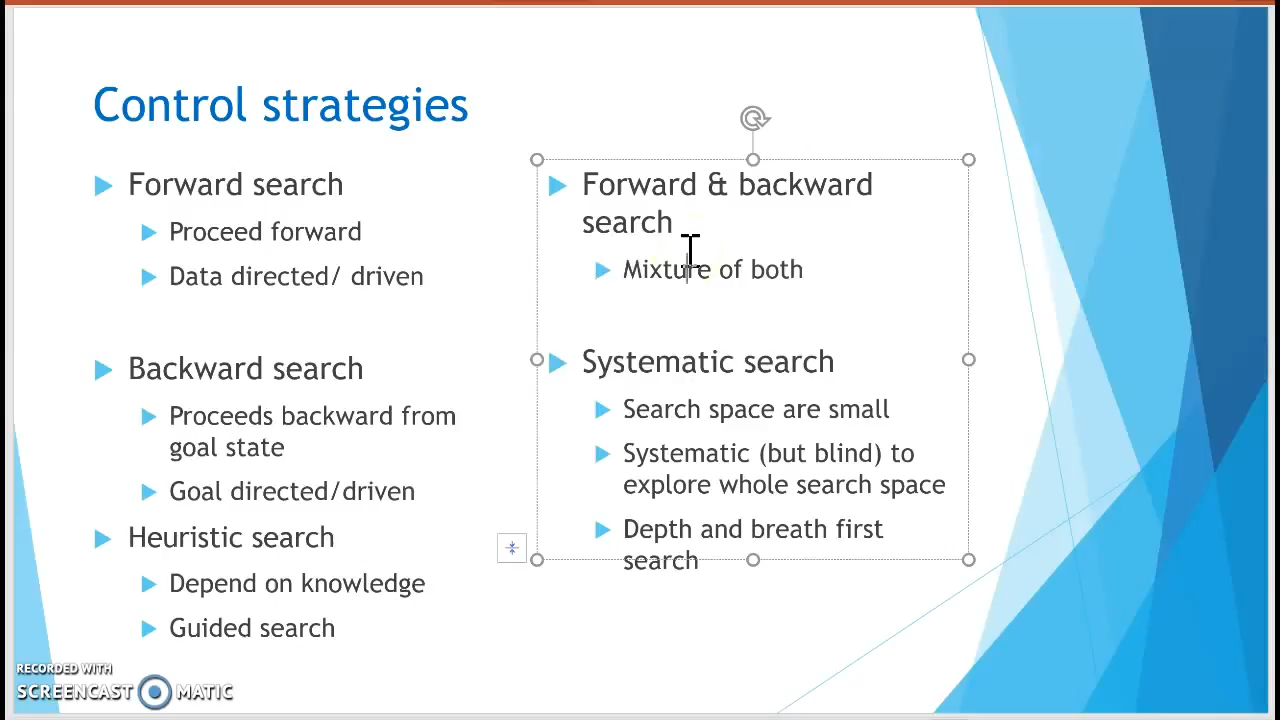 Control strategies
Forward search
Proceed forward
Data directed/ driven
Backward search
Proceeds backward from
goal state
Goal directed/driven
Heuristic search
Depend on knowledge
Guided search
Forward & backward
search
Mixture of both
Systematic search
Search space are small
Systematic (but blind) to
explore whole search space
Depth and breath first
search
RECORDED WITH
SCREENCAST MATIC